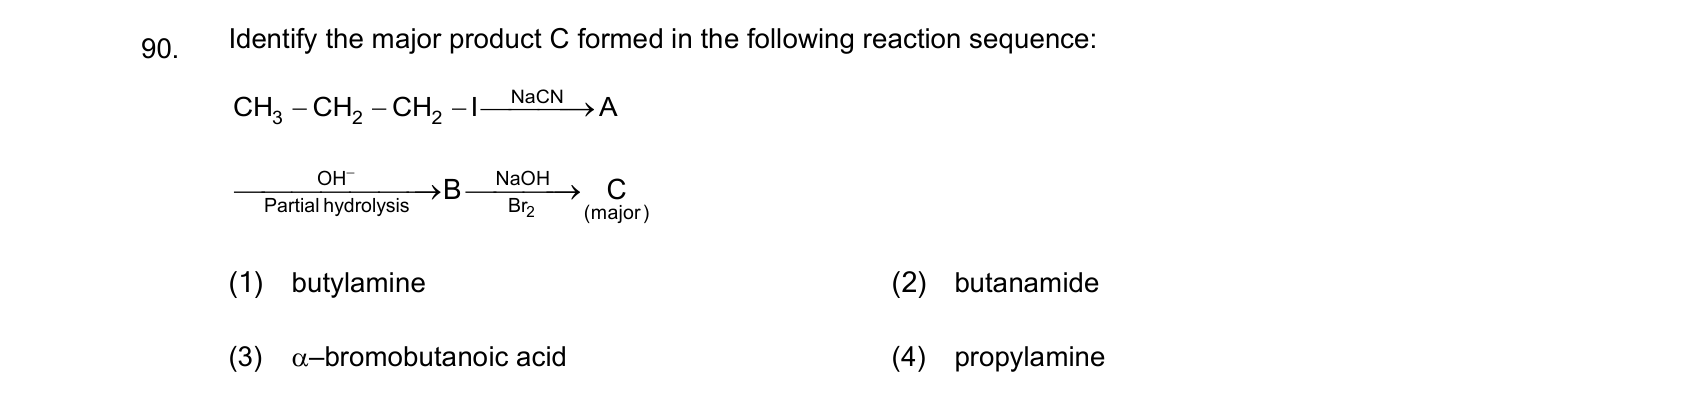 90. Identify the major product C formed in the following reaction sequence:
CH₃ – CH₂ – CH₂ – I —NaCN→ A
—OH⁻ / Partial hydrolysis→ B —NaOH / Br₂→ C (major)
(1) butylamine (2) butanamide
(3) α–bromobutanoic acid (4) propylamine